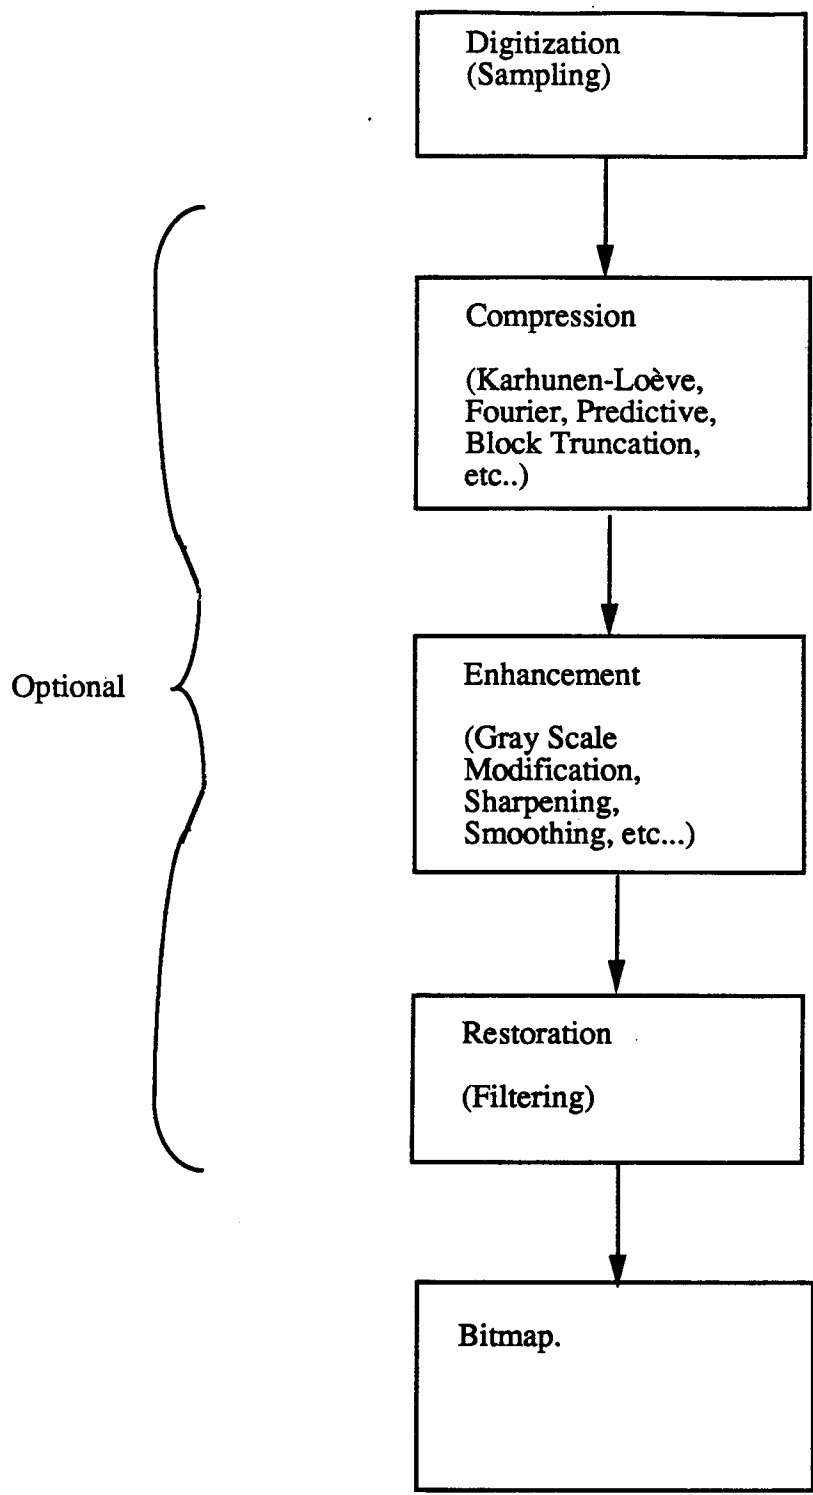 Digitization
(Sampling)
Compression
(Karhunen-Loève,
Fourier, Predictive,
Block Truncation,
etc..)
Optional
Enhancement
(Gray Scale
Modification,
Sharpening,
Smoothing, etc...)
Restoration
(Filtering)
Bitmap.